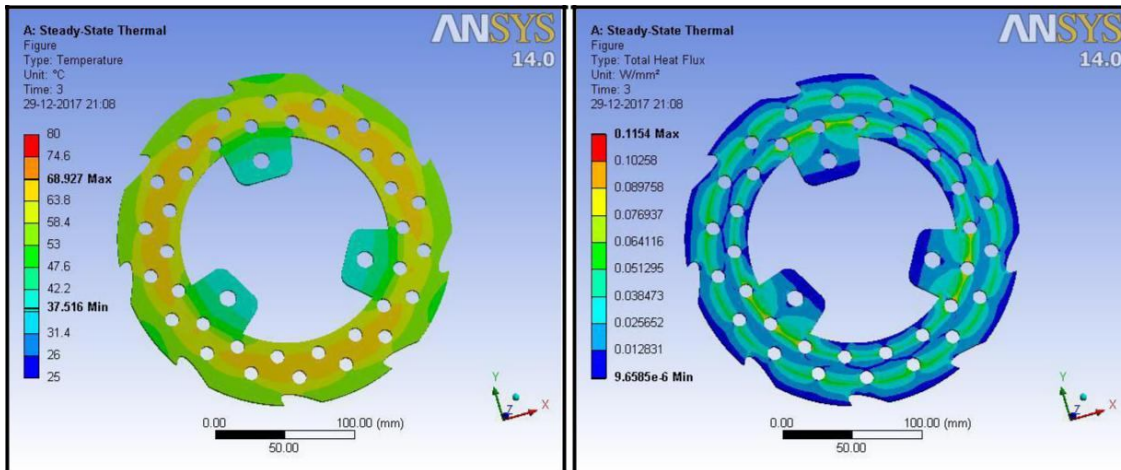 A: Steady-State Thermal
Figure
Type: Temperature
Unit: °C
Time: 3
29-12-2017 21:08
ANSYS
14.0
80
74.6
68.927 Max
63.8
58.4
53
47.6
42.2
37.516 Min
31.4
26
25
0.00 100.00 (mm)
50.00
Y
Z
X
A: Steady-State Thermal
Figure
Type: Total Heat Flux
Unit: W/mm²
Time: 3
29-12-2017 21:08
ANSYS
14.0
0.1154 Max
0.10258
0.089758
0.076937
0.064116
0.051295
0.038473
0.025652
0.012831
9.6585e-6 Min
0.00 100.00 (mm)
50.00
Y
Z
X